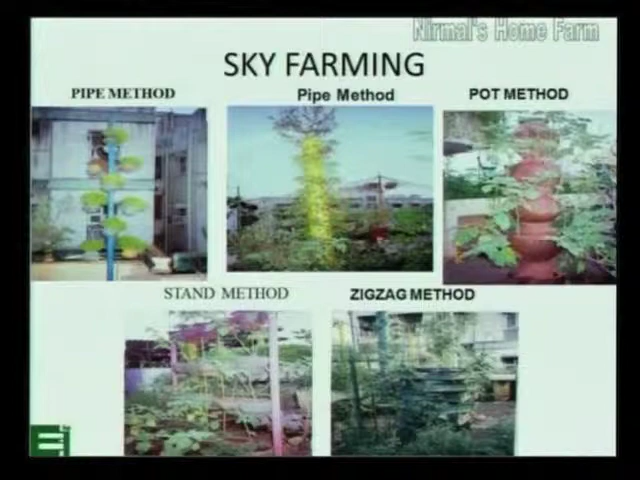 Nirmal's Home Farm
SKY FARMING
PIPE METHOD
Pipe Method
POT METHOD
STAND METHOD
ZIGZAG METHOD